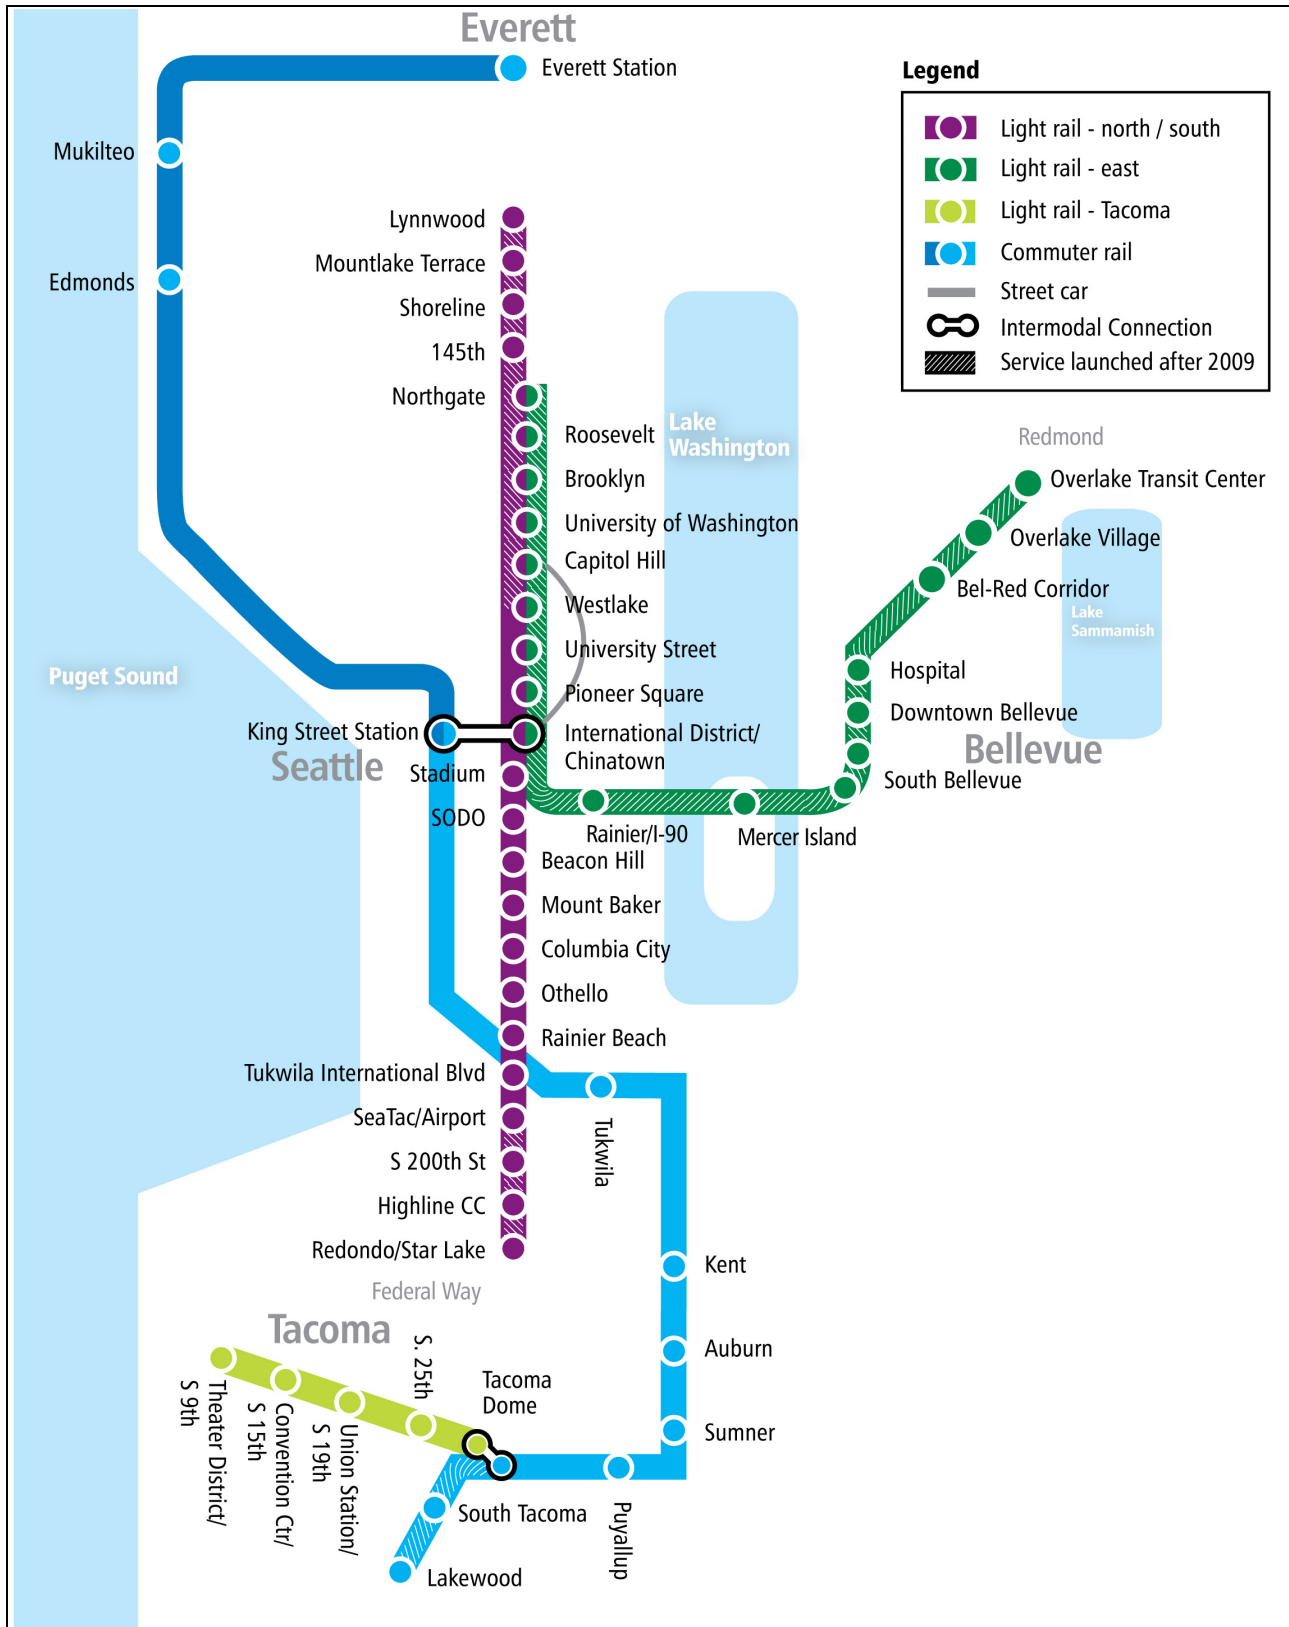 Everett
Everett Station
Legend
Light rail - north / south
Light rail - east
Light rail - Tacoma
Commuter rail
Street car
Intermodal Connection
Service launched after 2009
Mukilteo
Edmonds
Lynnwood
Mountlake Terrace
Shoreline
145th
Northgate
Roosevelt
Brooklyn
University of Washington
Capitol Hill
Westlake
University Street
Pioneer Square
International District/
Chinatown
Lake
Washington
Redmond
Overlake Transit Center
Overlake Village
Bel-Red Corridor
Lake
Sammamish
Hospital
Downtown Bellevue
Bellevue
South Bellevue
Puget Sound
King Street Station
Seattle
Stadium
SODO
Rainier/I-90
Mercer Island
Beacon Hill
Mount Baker
Columbia City
Othello
Rainier Beach
Tukwila International Blvd
SeaTac/Airport
S 200th St
Highline CC
Redondo/Star Lake
Tukwila
Kent
Auburn
Sumner
Federal Way
Tacoma
Theater District/
S 9th
Convention Ctr/
S 15th
Union Station/
S 19th
S. 25th
Tacoma
Dome
South Tacoma
Lakewood
Puyallup